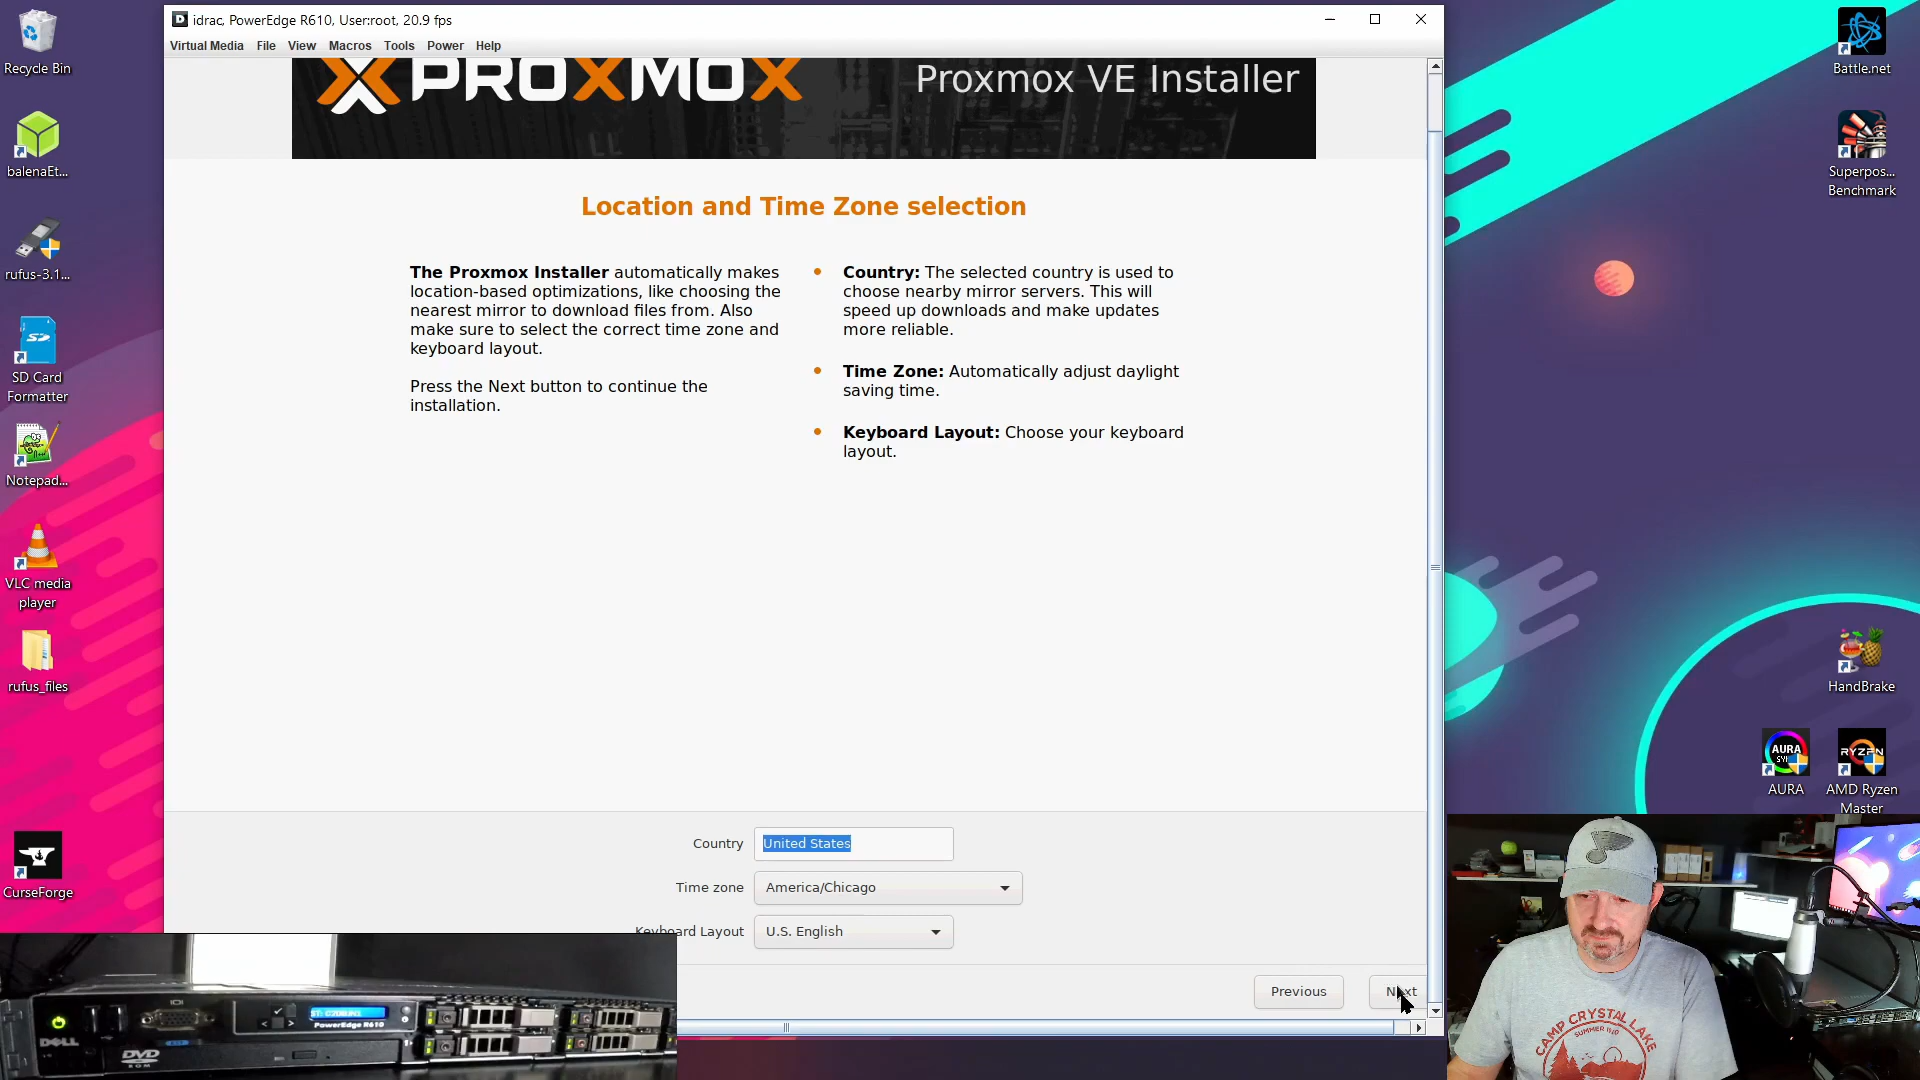 idrac, PowerEdge R610, User:root, 20.9 fps
Virtual Media File View Macros Tools Power Help
PROXMOX
Proxmox VE Installer
Location and Time Zone selection
The Proxmox Installer automatically makes
location-based optimizations, like choosing the
nearest mirror to download files from. Also
make sure to select the correct time zone and
keyboard layout.
Press the Next button to continue the
installation.
Country: The selected country is used to
choose nearby mirror servers. This will
speed up downloads and make updates
more reliable.
Time Zone: Automatically adjust daylight
saving time.
Keyboard Layout: Choose your keyboard
layout.
Country United States
Time zone America/Chicago
Keyboard Layout U.S. English
Previous
Next
Recycle Bin
balenaEt...
rufus-3.1...
SD Card
Formatter
Notepad...
VLC media
player
rufus_files
CurseForge
Battle.net
Superpos...
Benchmark
HandBrake
AURA
AURA
RYZEN
AMD Ryzen
Master
PowerEdge R610
DELL
DVD
CAMP CRYSTAL LAKE